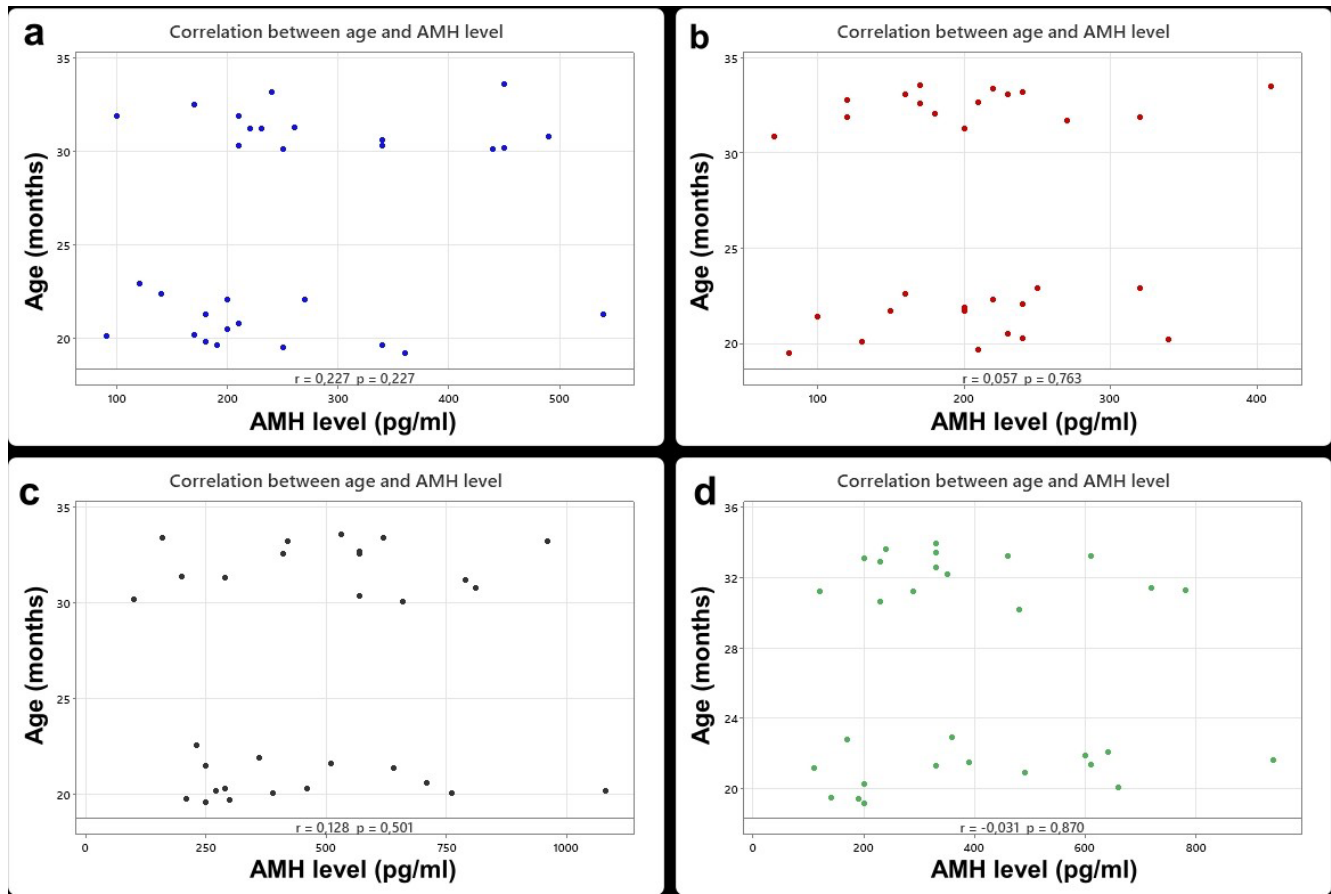 a
Correlation between age and AMH level
35
30
25
20
Age (months)
r = 0,227 p = 0,227
100 200 300 400 500
AMH level (pg/ml)
b
Correlation between age and AMH level
35
30
25
20
Age (months)
r = 0,057 p = 0,763
100 200 300 400
AMH level (pg/ml)
c
Correlation between age and AMH level
35
30
25
20
Age (months)
r = 0,128 p = 0,501
0 250 500 750 1000
AMH level (pg/ml)
d
Correlation between age and AMH level
36
32
28
24
20
Age (months)
r = -0,031 p = 0,870
0 200 400 600 800
AMH level (pg/ml)